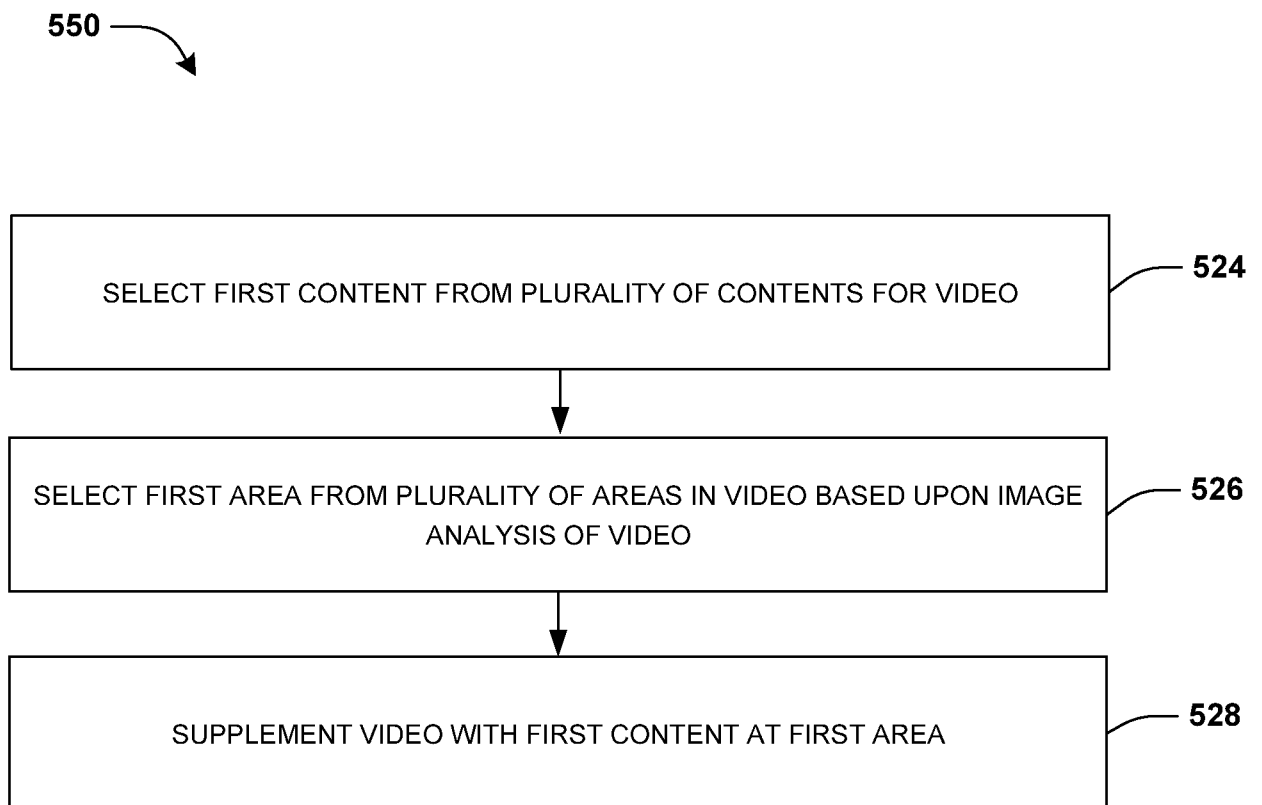 550
SELECT FIRST CONTENT FROM PLURALITY OF CONTENTS FOR VIDEO
524
SELECT FIRST AREA FROM PLURALITY OF AREAS IN VIDEO BASED UPON IMAGE
ANALYSIS OF VIDEO
526
SUPPLEMENT VIDEO WITH FIRST CONTENT AT FIRST AREA
528